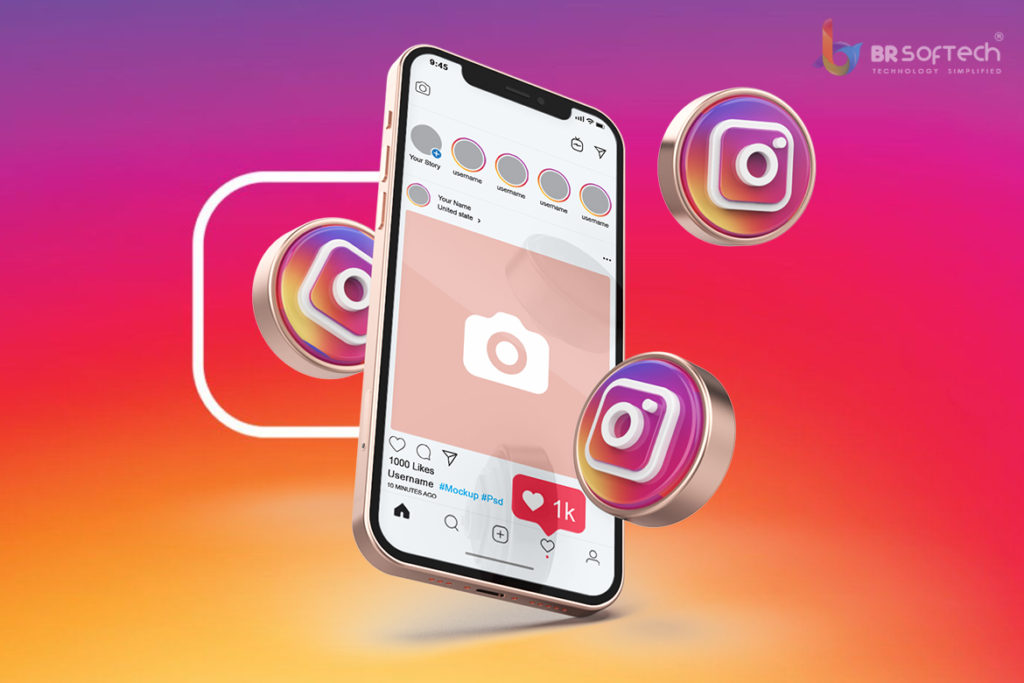 BR SOFTECH®
TECHNOLOGY SIMPLIFIED
9:45
Your Story
username
username
username
username
Your Name
United state >
1000 Likes
Username #Mockup #Psd
10 MINUTES AGO
1k